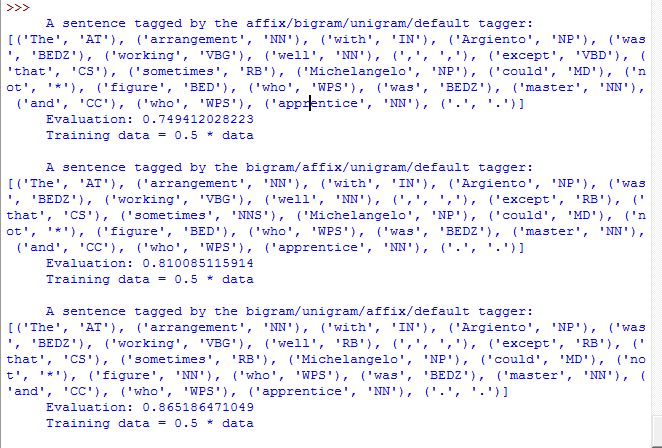 >>>
A sentence tagged by the affix/bigram/unigram/default tagger:
[('The', 'AT'), ('arrangement', 'NN'), ('with', 'IN'), ('Argiento', 'NP'), ('was
', 'BEDZ'), ('working', 'VBG'), ('well', 'NN'), (',', ','), ('except', 'VBD'), (
'that', 'CS'), ('sometimes', 'RB'), ('Michelangelo', 'NP'), ('could', 'MD'), ('n
ot', '*'), ('figure', 'BED'), ('who', 'WPS'), ('was', 'BEDZ'), ('master', 'NN'),
('and', 'CC'), ('who', 'WPS'), ('apprentice', 'NN'), ('.', '.')]
Evaluation: 0.749412028223
Training data = 0.5 * data
A sentence tagged by the bigram/affix/unigram/default tagger:
[('The', 'AT'), ('arrangement', 'NN'), ('with', 'IN'), ('Argiento', 'NP'), ('was
', 'BEDZ'), ('working', 'VBG'), ('well', 'NN'), (',', ','), ('except', 'RB'), ('
that', 'CS'), ('sometimes', 'NNS'), ('Michelangelo', 'NP'), ('could', 'MD'), ('n
ot', '*'), ('figure', 'BED'), ('who', 'WPS'), ('was', 'BEDZ'), ('master', 'NN'),
('and', 'CC'), ('who', 'WPS'), ('apprentice', 'NN'), ('.', '.')]
Evaluation: 0.810085115914
Training data = 0.5 * data
A sentence tagged by the bigram/unigram/affix/default tagger:
[('The', 'AT'), ('arrangement', 'NN'), ('with', 'IN'), ('Argiento', 'NP'), ('was
', 'BEDZ'), ('working', 'VBG'), ('well', 'RB'), (',', ','), ('except', 'RB'), ('
that', 'CS'), ('sometimes', 'RB'), ('Michelangelo', 'NP'), ('could', 'MD'), ('no
t', '*'), ('figure', 'NN'), ('who', 'WPS'), ('was', 'BEDZ'), ('master', 'NN'), (
'and', 'CC'), ('who', 'WPS'), ('apprentice', 'NN'), ('.', '.')]
Evaluation: 0.865186471049
Training data = 0.5 * data